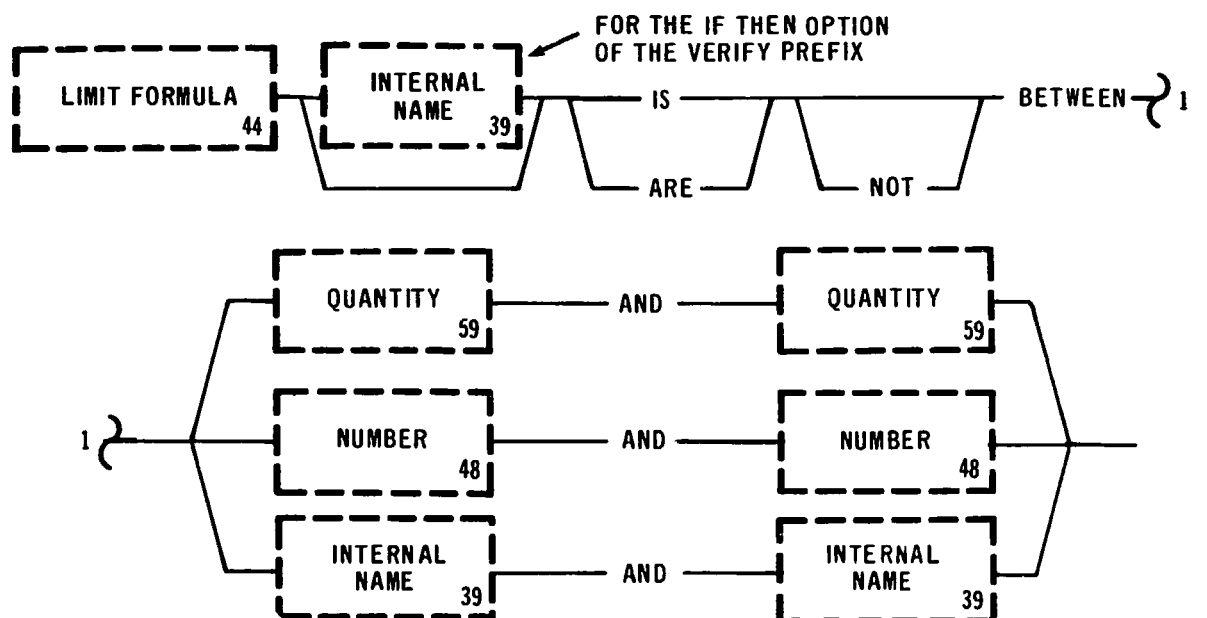 FOR THE IF THEN OPTION
OF THE VERIFY PREFIX
LIMIT FORMULA
44
INTERNAL
NAME
39
IS
ARE
NOT
BETWEEN
1
QUANTITY
59
AND
QUANTITY
59
1
NUMBER
48
AND
NUMBER
48
INTERNAL
NAME
39
AND
INTERNAL
NAME
39